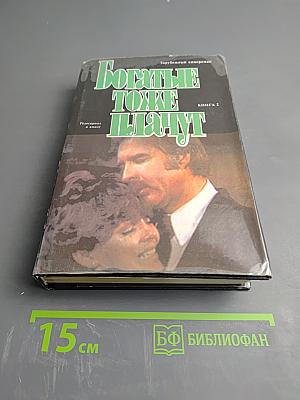 Зарубежный кинороман
Богатые
тоже
плачут
КНИГА 2
Телесериал
в книге
15 см
БФ БИБЛИОФАН